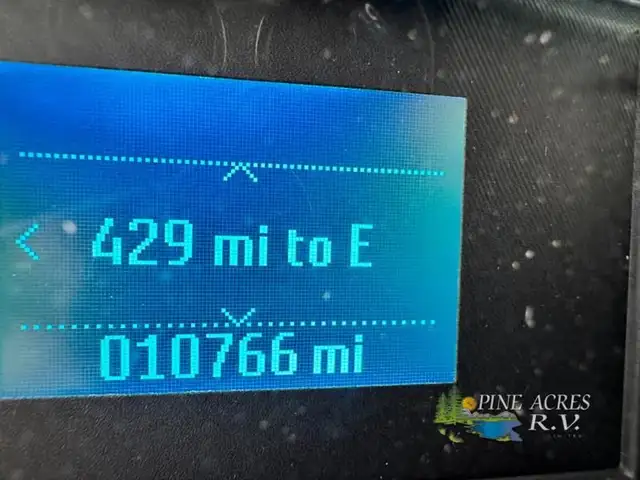 429 mi to E
010766 mi
PINE ACRES
R.V.